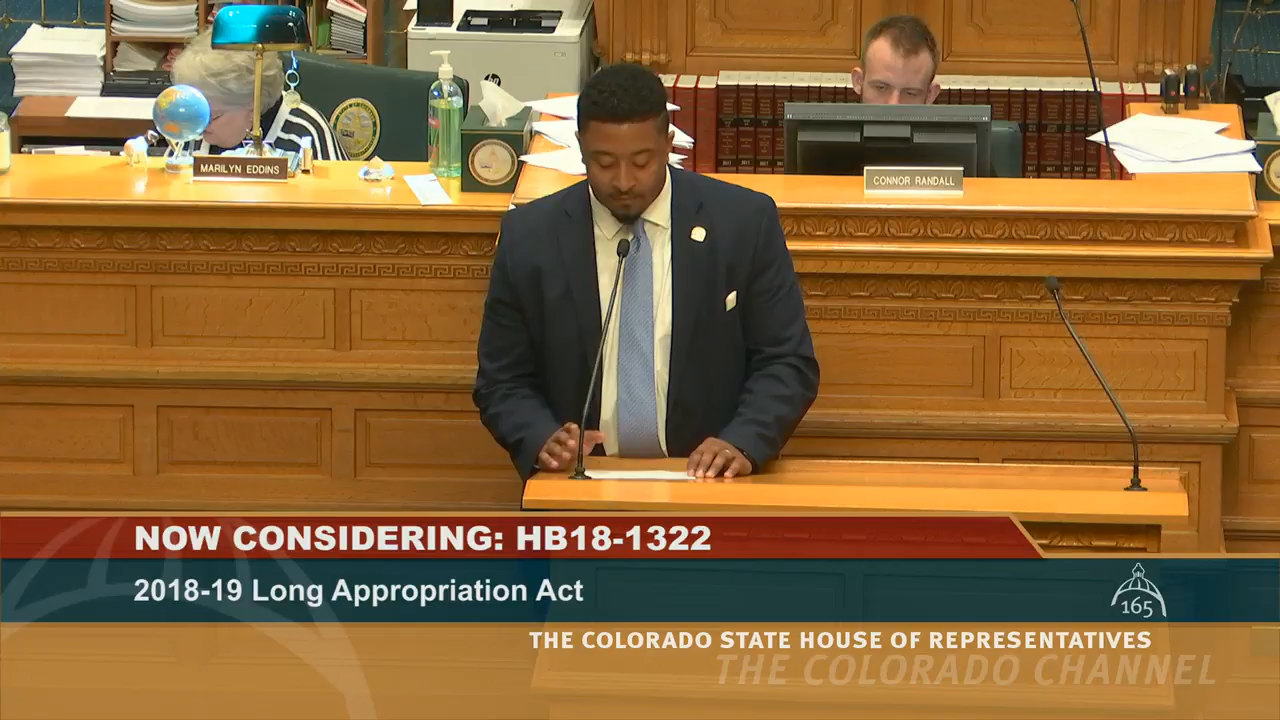 MARILYN EDDINS
CONNOR RANDALL
NOW CONSIDERING: HB18-1322
2018-19 Long Appropriation Act
165
THE COLORADO STATE HOUSE OF REPRESENTATIVES
THE COLORADO CHANNEL